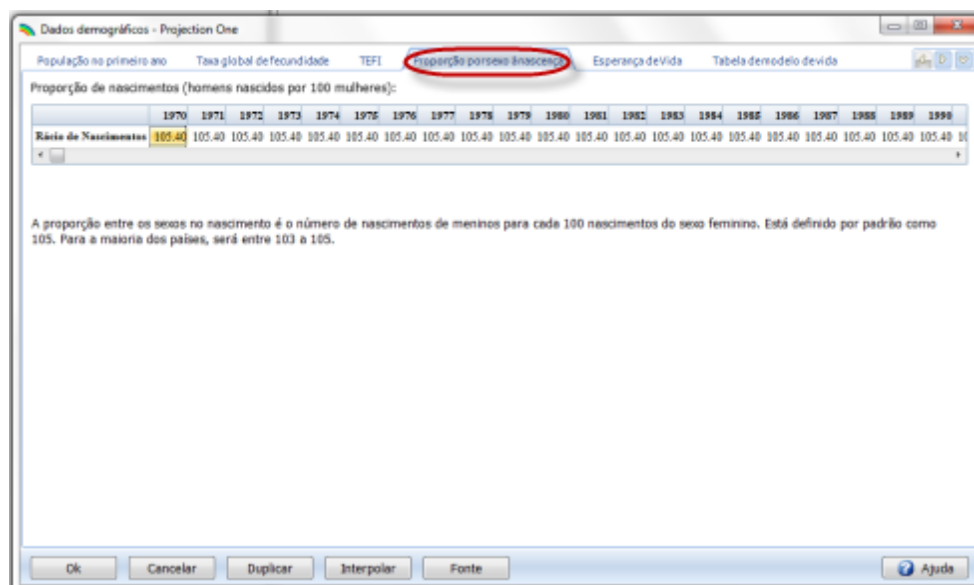 Dados demográficos - Projection One
População no primeiro ano Taxa global de fecundidade TEFI Proporção por sexo à nascença Esperança de Vida Tabela de modelo de vida
Proporção de nascimentos (homens nascidos por 100 mulheres):
1970 1971 1972 1973 1974 1975 1976 1977 1978 1979 1980 1981 1982 1983 1984 1985 1986 1987 1988 1989 1990
Rácio de Nascimentos 105.40 105.40 105.40 105.40 105.40 105.40 105.40 105.40 105.40 105.40 105.40 105.40 105.40 105.40 105.40 105.40 105.40 105.40 105.40 105.40 105.40 10
A proporção entre os sexos no nascimento é o número de nascimentos de meninos para cada 100 nascimentos do sexo feminino. Está definido por padrão como
105. Para a maioria dos países, será entre 103 a 105.
Ok Cancelar Duplicar Interpolar Fonte Ajuda